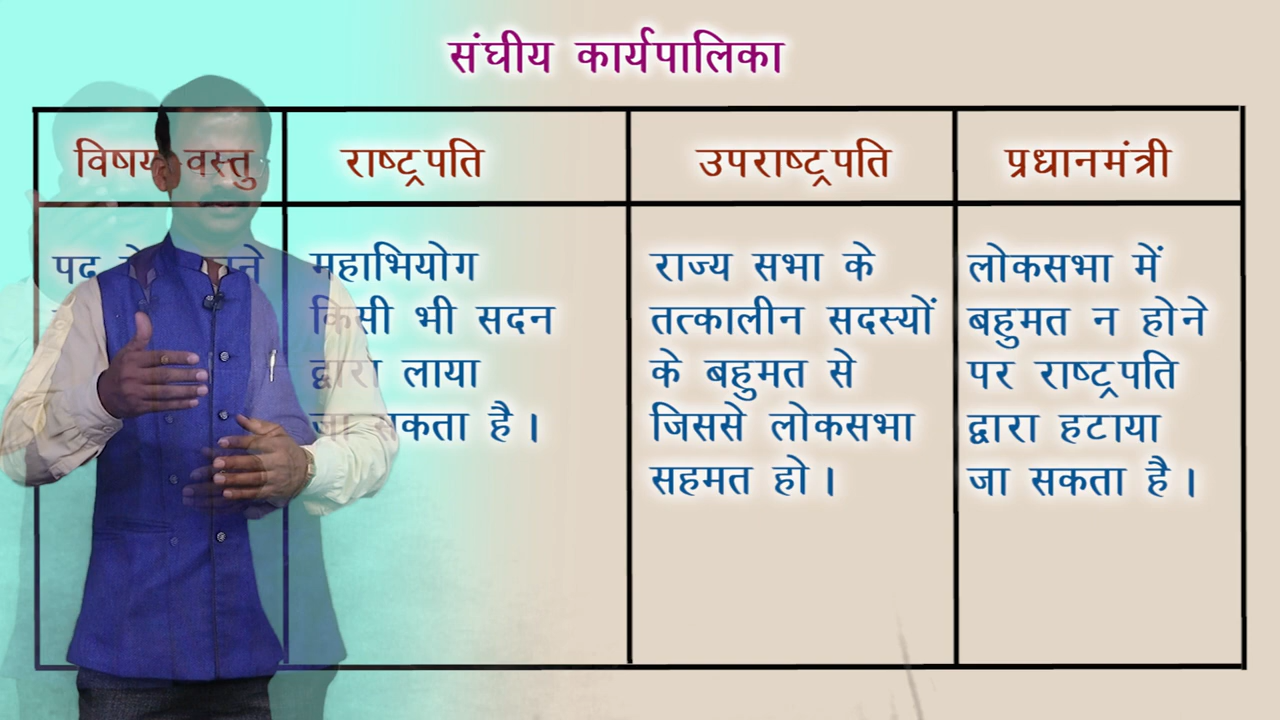 संघीय कार्यपालिका
विषय वस्तु
राष्ट्रपति
उपराष्ट्रपति
प्रधानमंत्री
पद
महाभियोग
किसी भी सदन
द्वारा लाया
जा सकता है।
राज्य सभा के
तत्कालीन सदस्यों
के बहुमत से
जिससे लोकसभा
सहमत हो।
लोकसभा में
बहुमत न होने
पर राष्ट्रपति
द्वारा हटाया
जा सकता है।